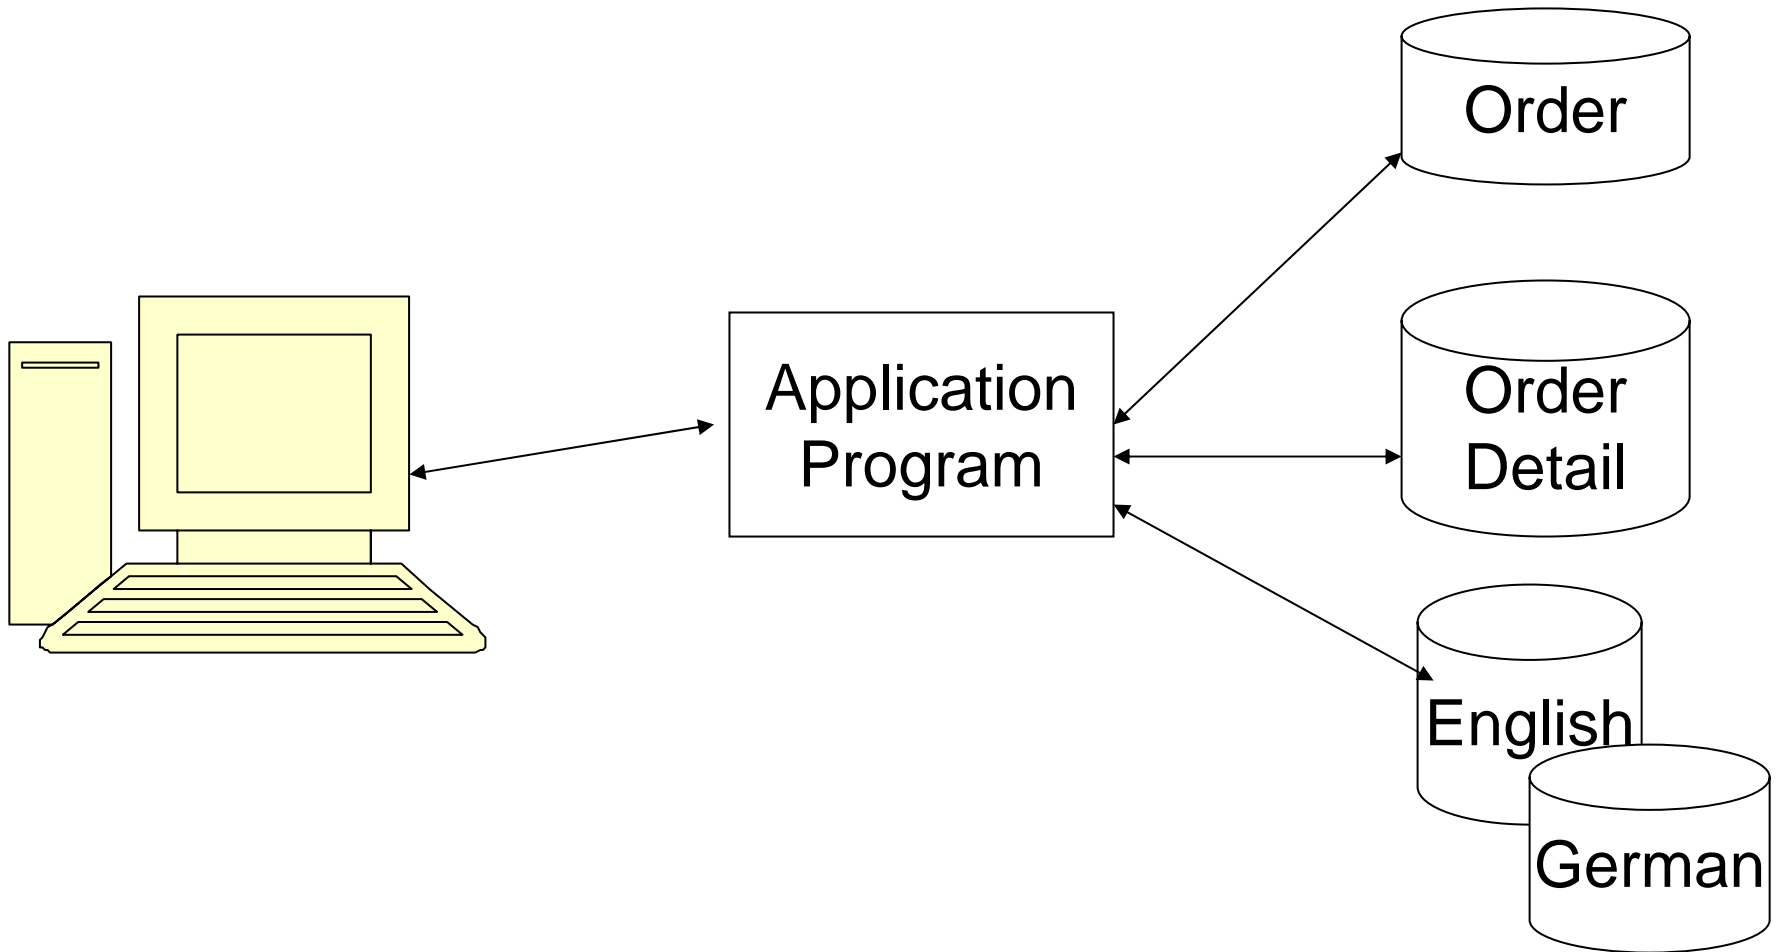 Order
Application
Program
Order
Detail
English
German